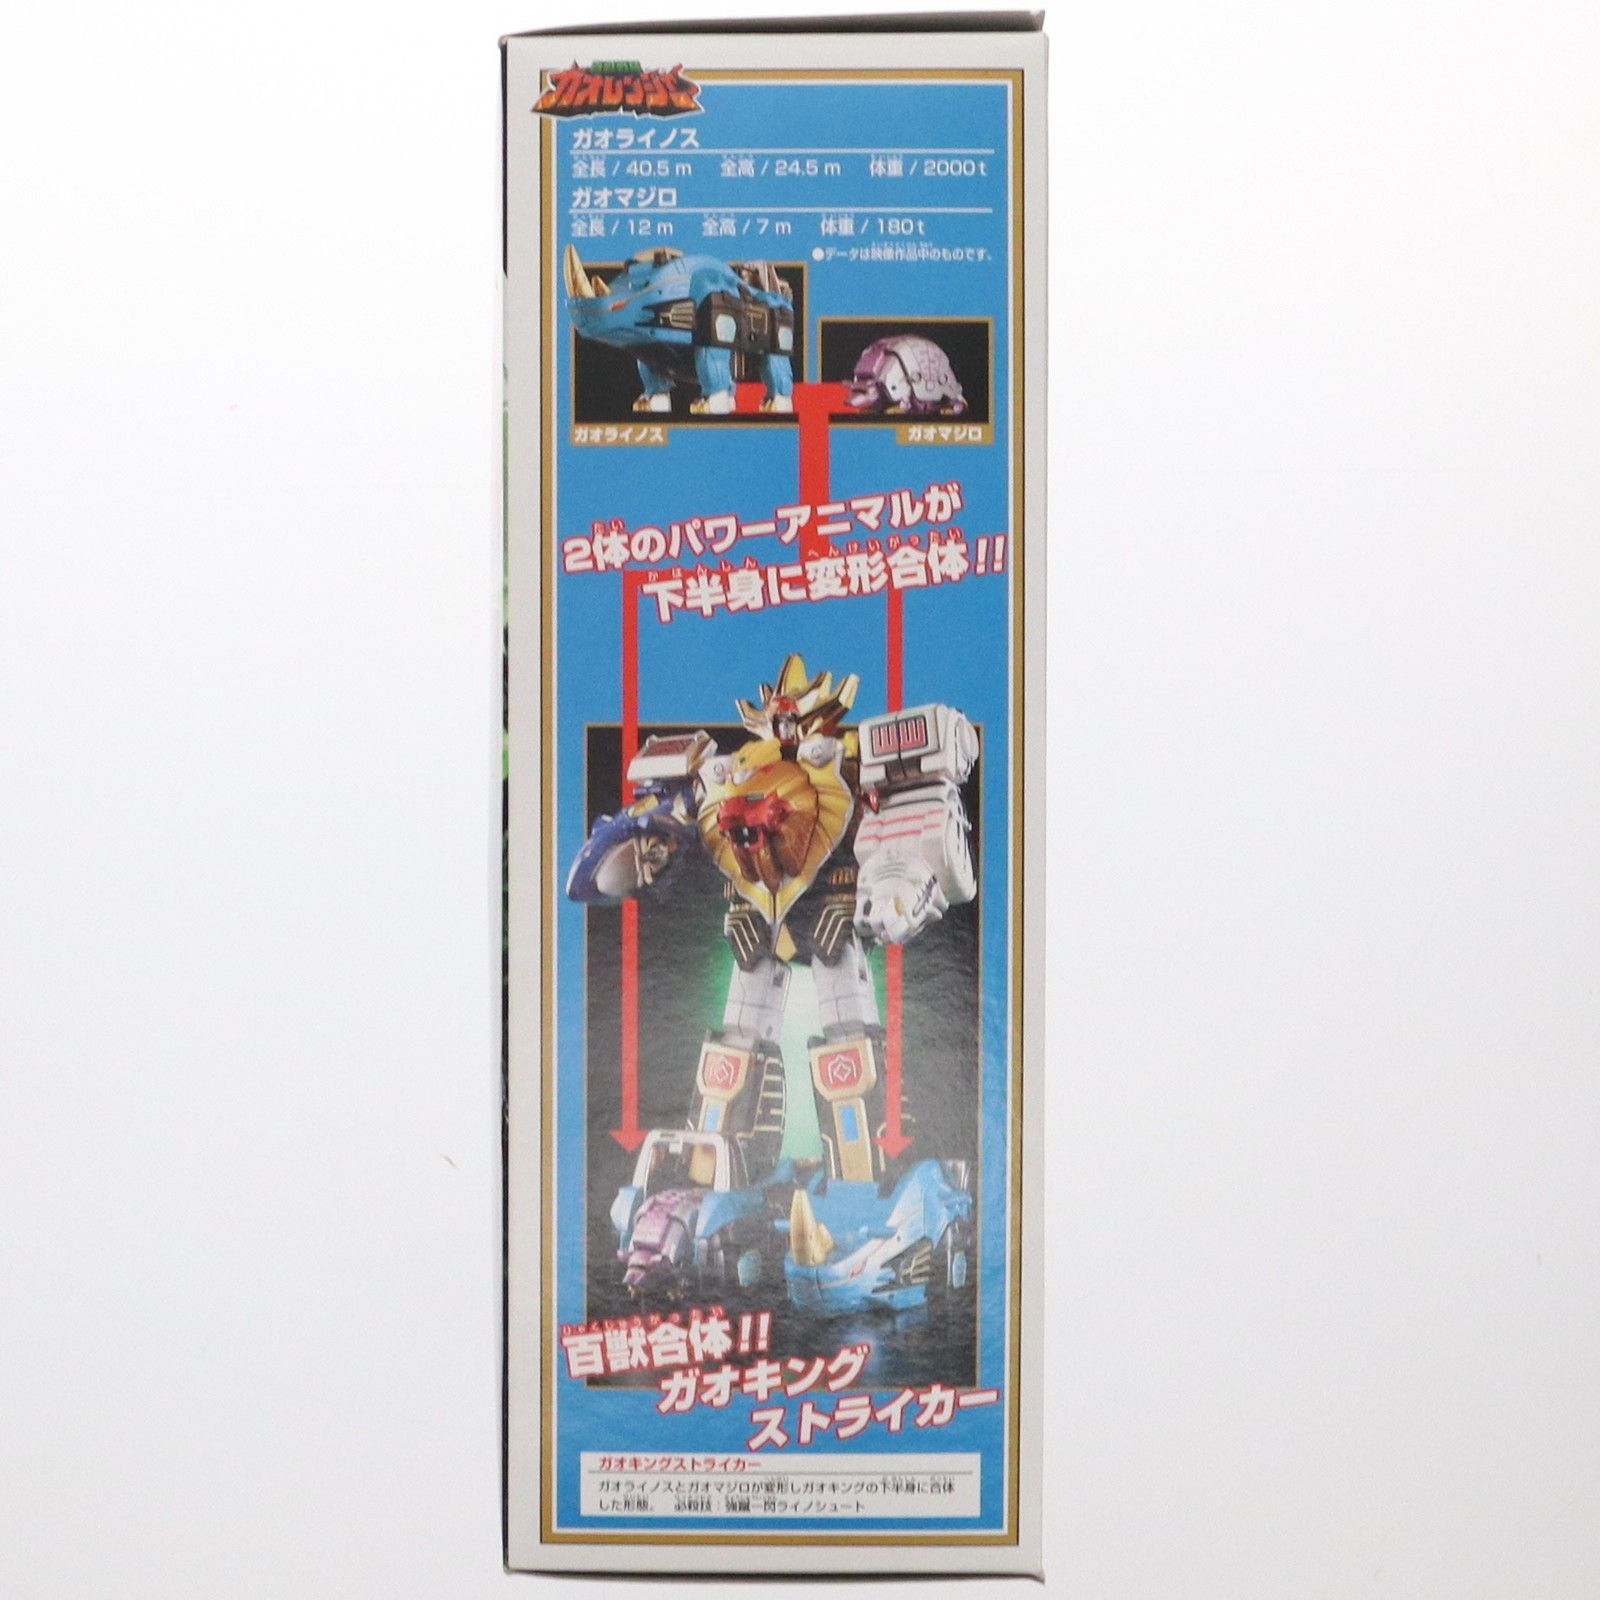 ガオレンジャー
ガオライノス
全長 / 40.5 m 全高 / 24.5 m 体重 / 2000 t
ガオマジロ
全長 / 12 m 全高 / 7 m 体重 / 180 t
●データは映像作品中のものです。
ガオライノス
ガオマジロ
2体のパワーアニマルが
下半身に変形合体!!
百獣合体!!
ガオキング
ストライカー
ガオキングストライカー
ガオライノスとガオマジロが変形しガオキングの下半身に合体
した形態。 必殺技：強蹴一閃ライノシュート